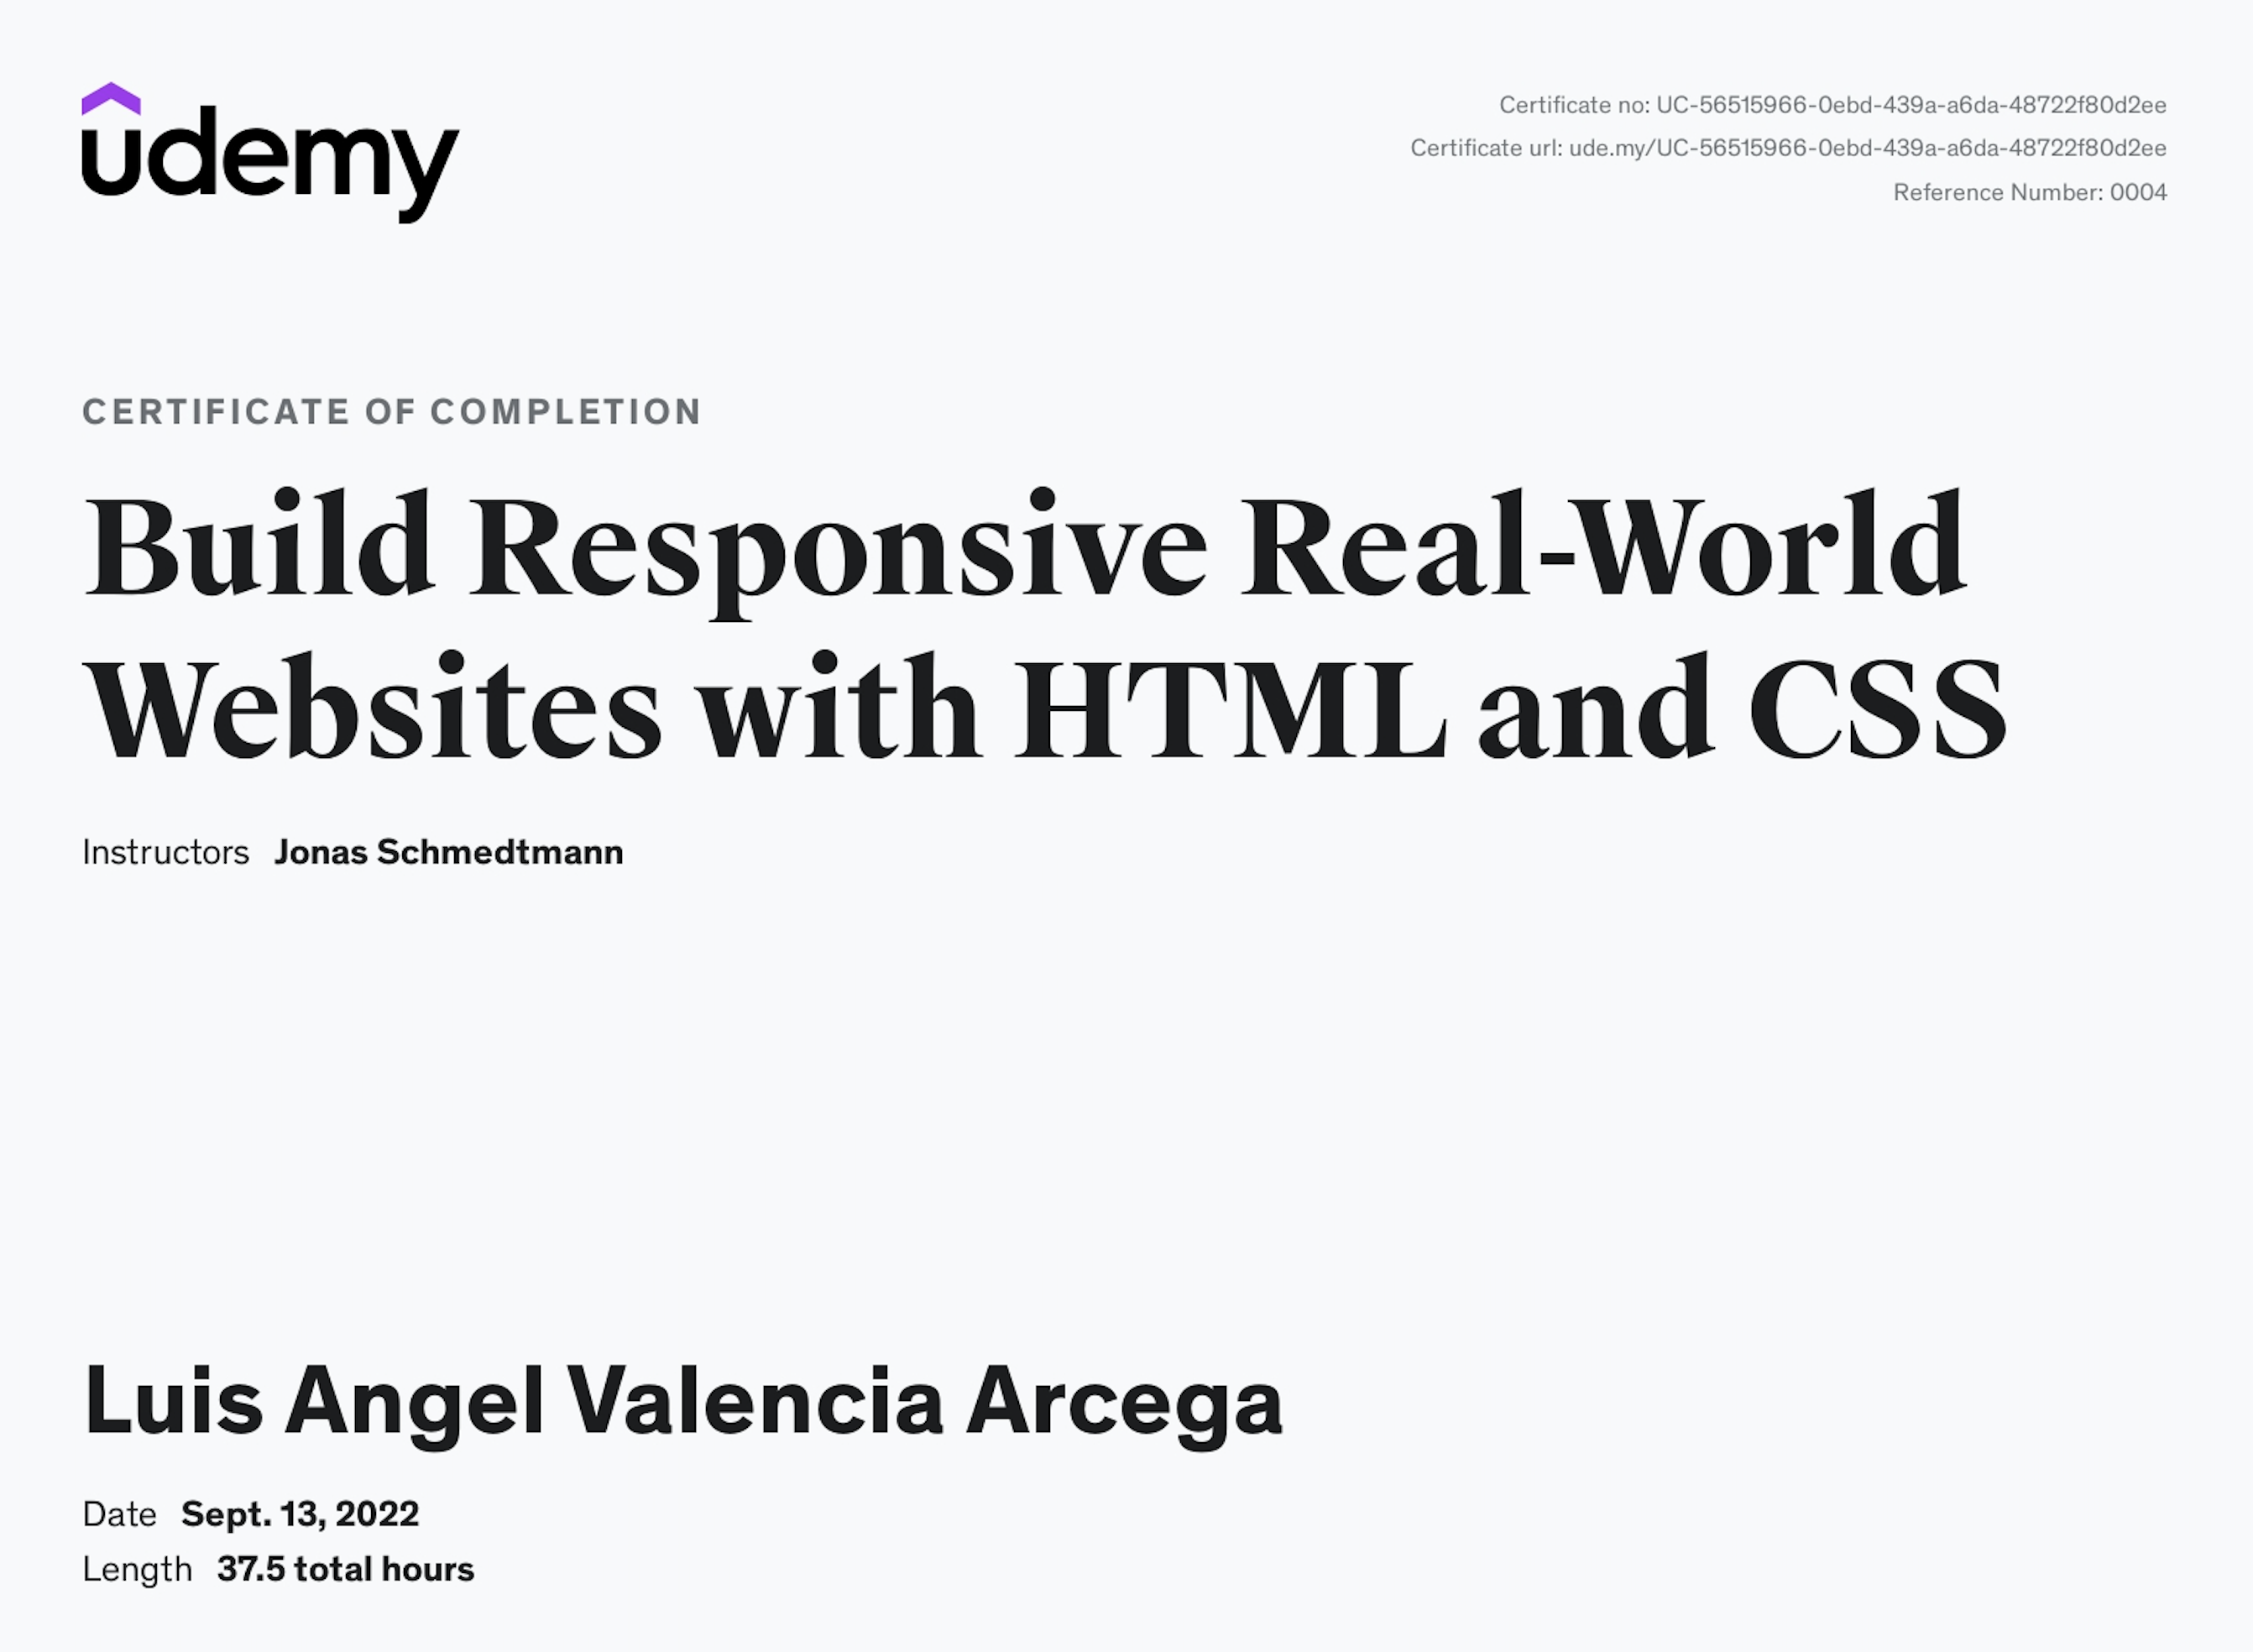 udemy
Certificate no: UC-56515966-0ebd-439a-a6da-48722f80d2ee
Certificate url: ude.my/UC-56515966-0ebd-439a-a6da-48722f80d2ee
Reference Number: 0004
CERTIFICATE OF COMPLETION
Build Responsive Real-World
Websites with HTML and CSS
Instructors Jonas Schmedtmann
Luis Angel Valencia Arcega
Date Sept. 13, 2022
Length 37.5 total hours